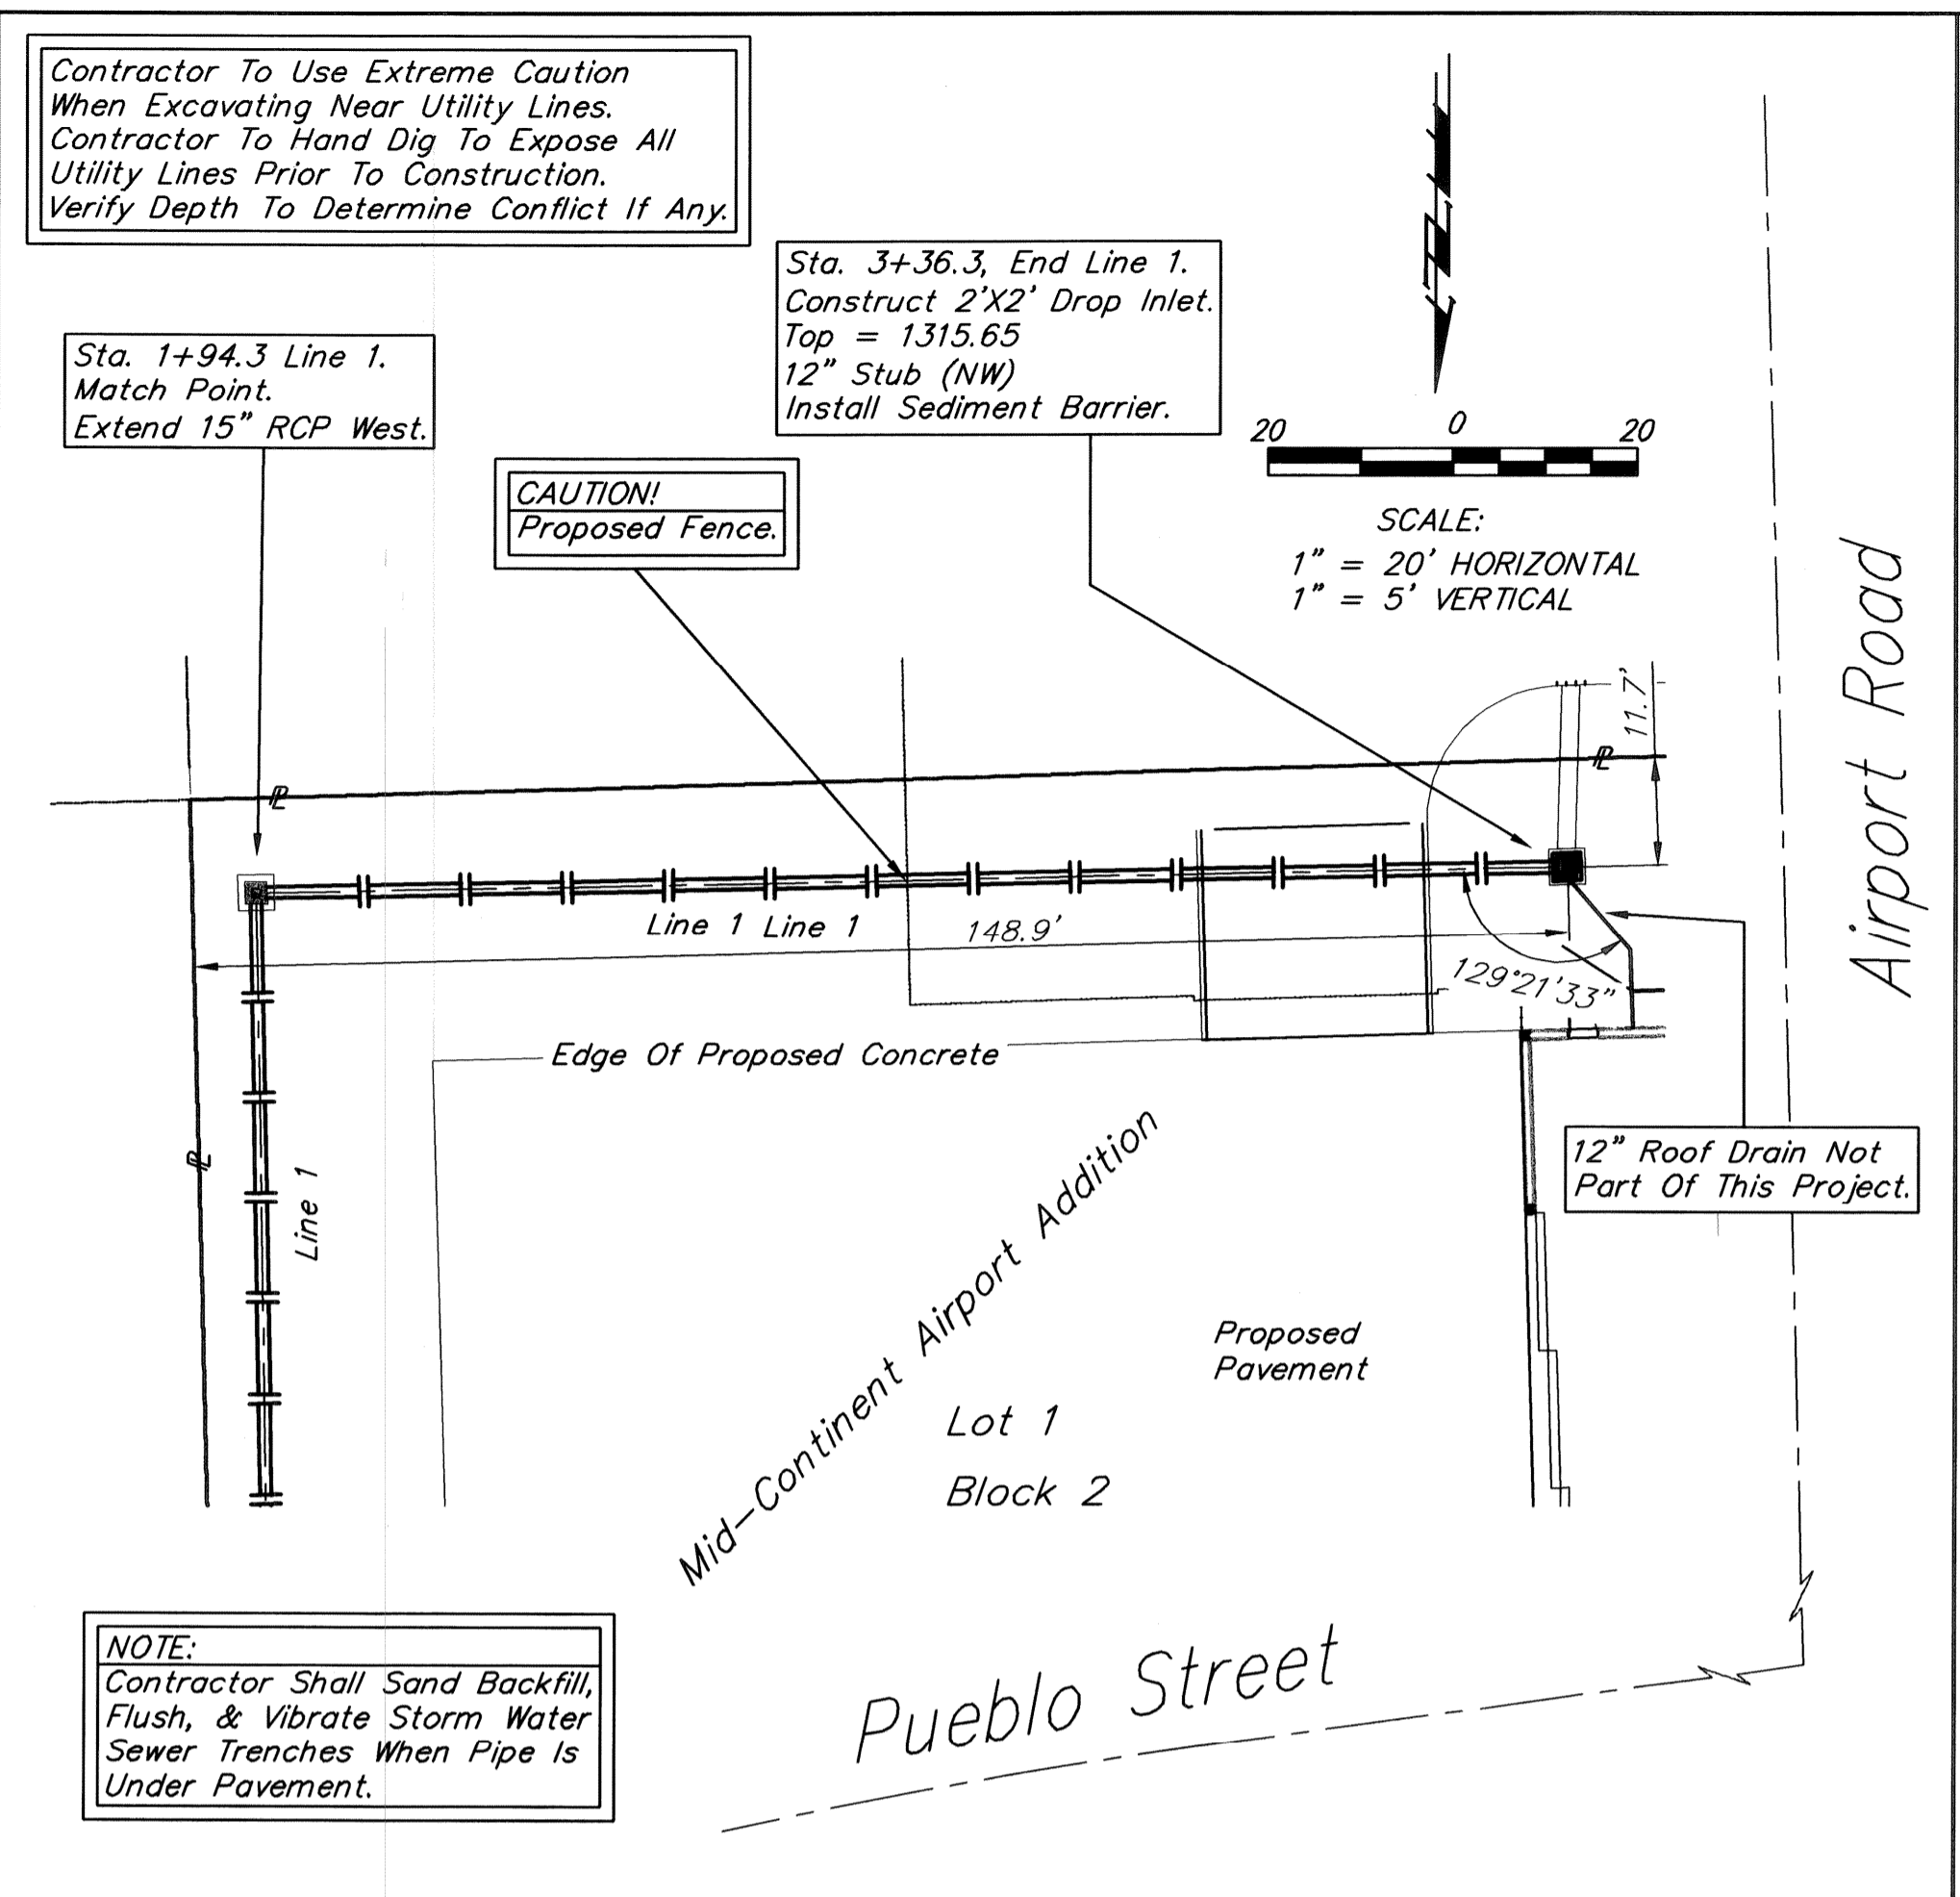 Contractor To Use Extreme Caution
When Excavating Near Utility Lines.
Contractor To Hand Dig To Expose All
Utility Lines Prior To Construction.
Verify Depth To Determine Conflict If Any.
Sta. 3+36.3, End Line 1.
Construct 2'X2' Drop Inlet.
Top = 1315.65
12" Stub (NW)
Install Sediment Barrier.
Sta. 1+94.3 Line 1.
Match Point.
Extend 15" RCP West.
CAUTION!
Proposed Fence.
20 0 20
SCALE:
1" = 20' HORIZONTAL
1" = 5' VERTICAL
Airport Road
11.7'
PL
PL
Line 1 Line 1
148.9'
129°21'33"
Edge Of Proposed Concrete
PL
Line 1
12" Roof Drain Not
Part Of This Project.
Mid-Continent Airport Addition
Proposed
Pavement
Lot 1
Block 2
Pueblo Street
NOTE:
Contractor Shall Sand Backfill,
Flush, & Vibrate Storm Water
Sewer Trenches When Pipe Is
Under Pavement.